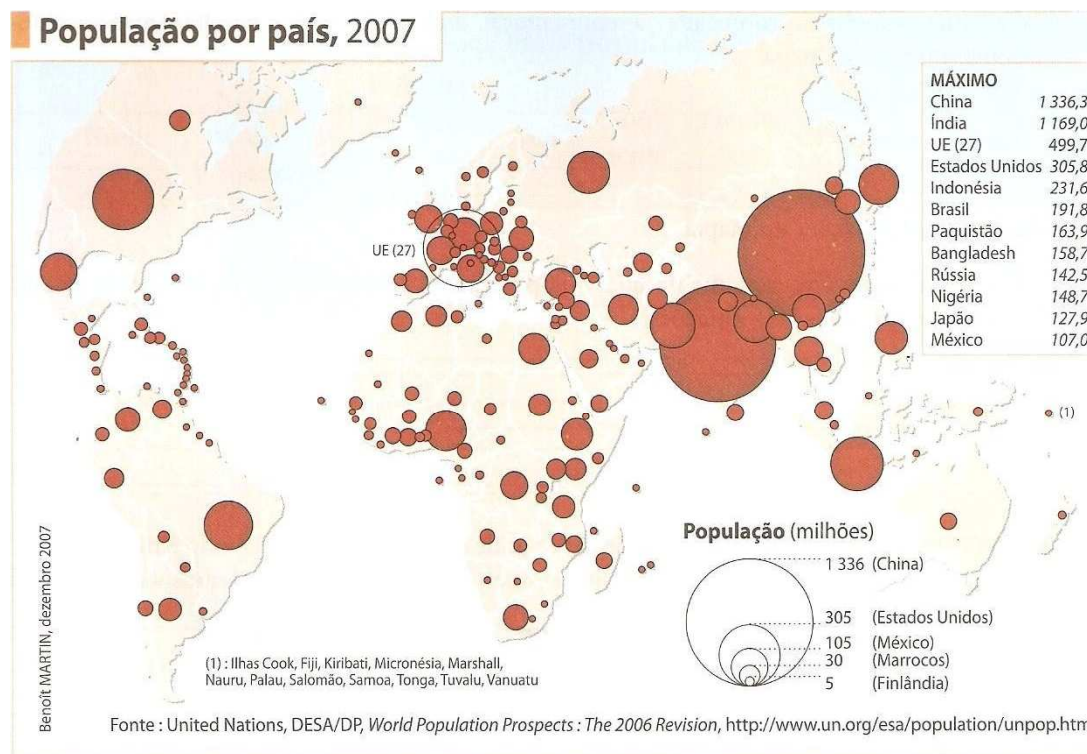 População por país, 2007
MÁXIMO
China 1 336,3
Índia 1 169,0
UE (27) 499,7
Estados Unidos 305,8
Indonésia 231,6
Brasil 191,8
Paquistão 163,9
Bangladesh 158,7
Rússia 142,5
Nigéria 148,7
Japão 127,9
México 107,0
UE (27)
(1)
População (milhões)
1 336 (China)
305 (Estados Unidos)
105 (México)
30 (Marrocos)
5 (Finlândia)
(1) : Ilhas Cook, Fiji, Kiribati, Micronésia, Marshall,
Nauru, Palau, Salomão, Samoa, Tonga, Tuvalu, Vanuatu
Benoît MARTIN, dezembro 2007
Fonte : United Nations, DESA/DP, World Population Prospects : The 2006 Revision, http://www.un.org/esa/population/unpop.htm